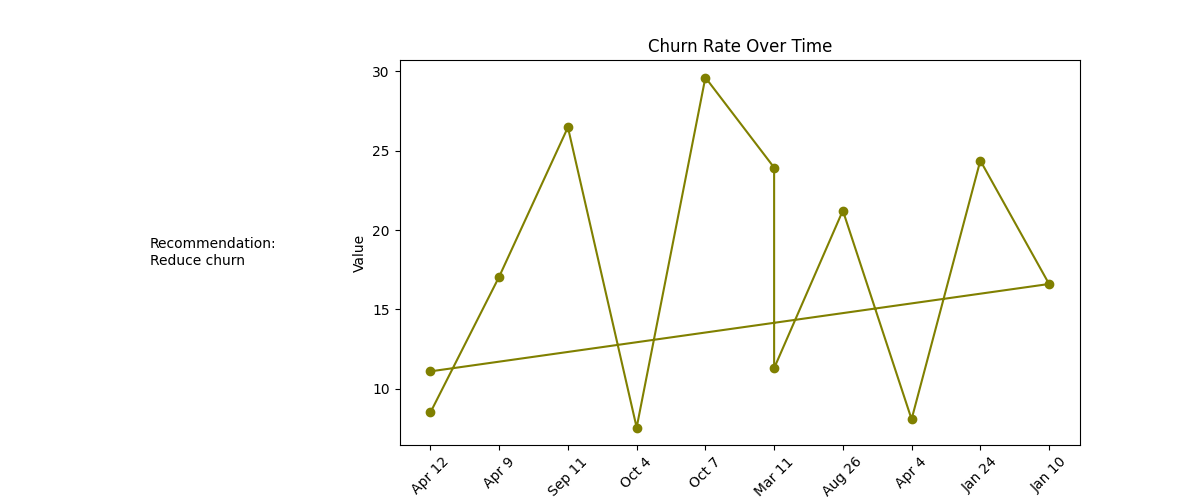 Churn Rate Over Time
30
25
20
15
10
Value
Recommendation:
Reduce churn
Apr 12
Apr 9
Sep 11
Oct 4
Oct 7
Mar 11
Aug 26
Apr 4
Jan 24
Jan 10